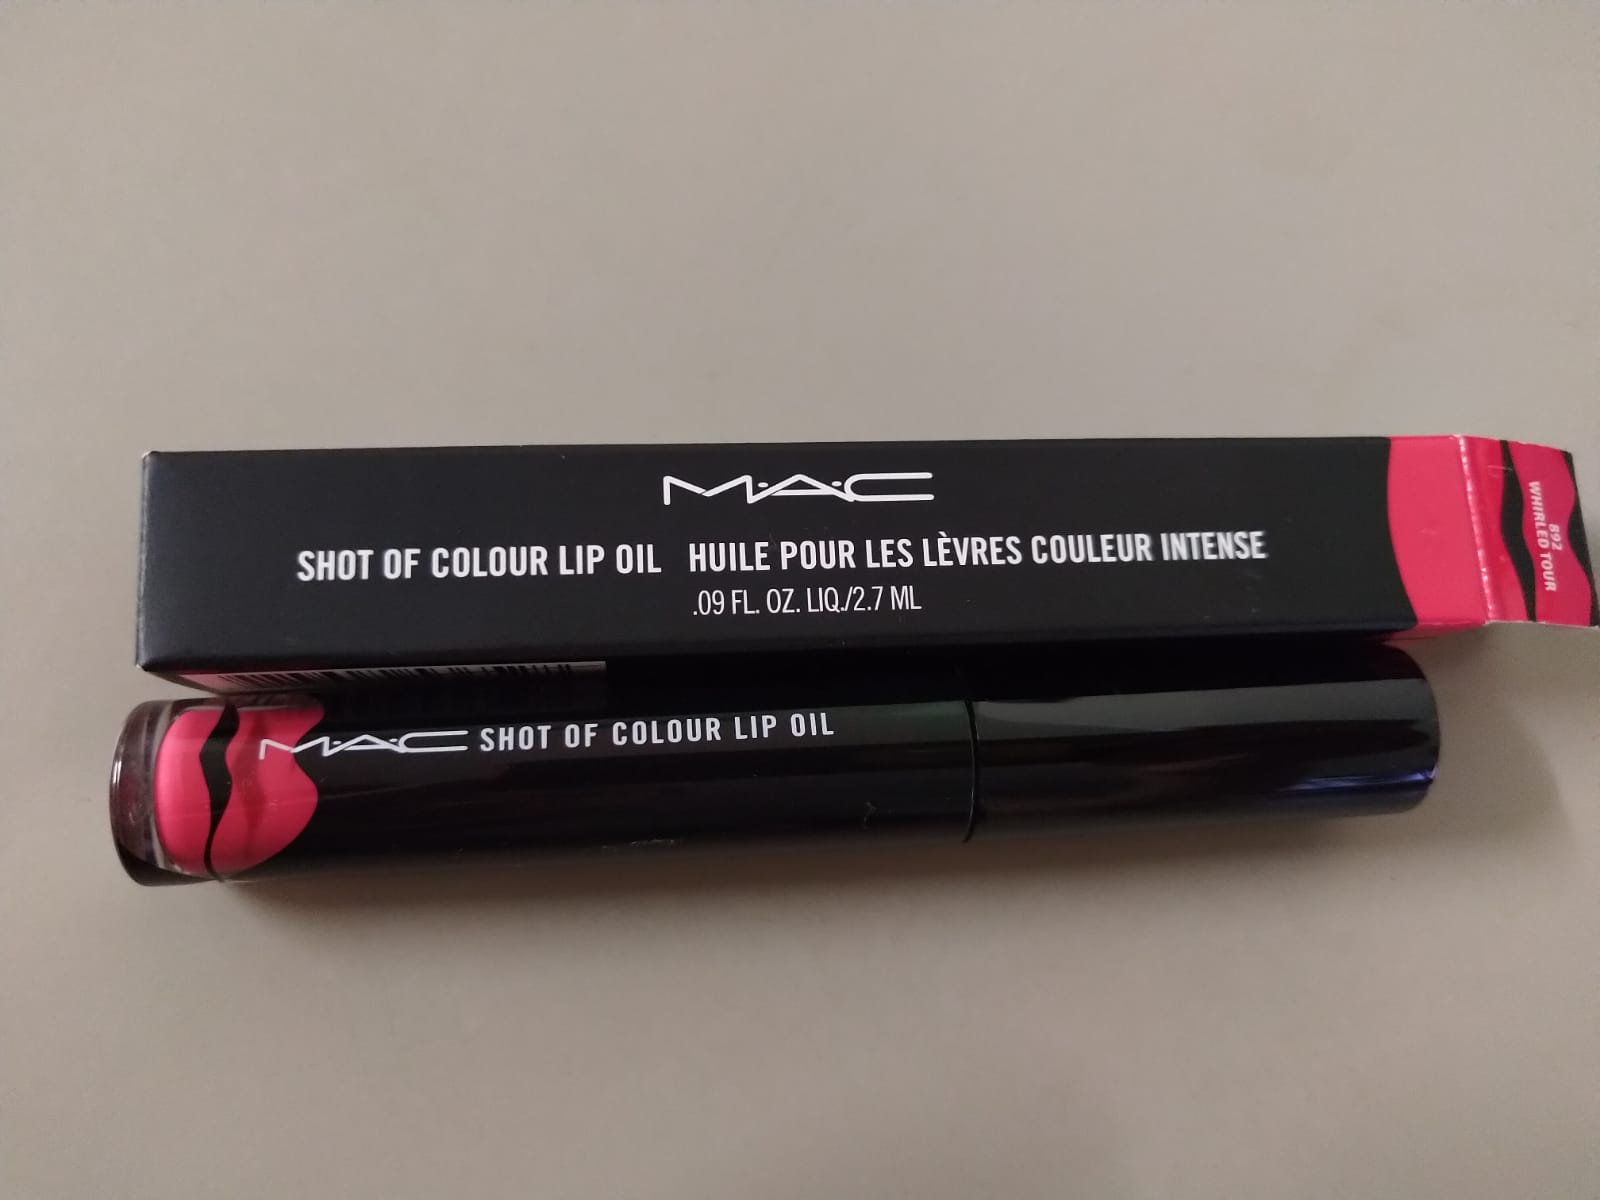 M·A·C
SHOT OF COLOUR LIP OIL HUILE POUR LES LÈVRES COULEUR INTENSE
.09 FL. OZ. LIQ./2.7 ML
892
WHIRLED TOUR
M·A·C SHOT OF COLOUR LIP OIL